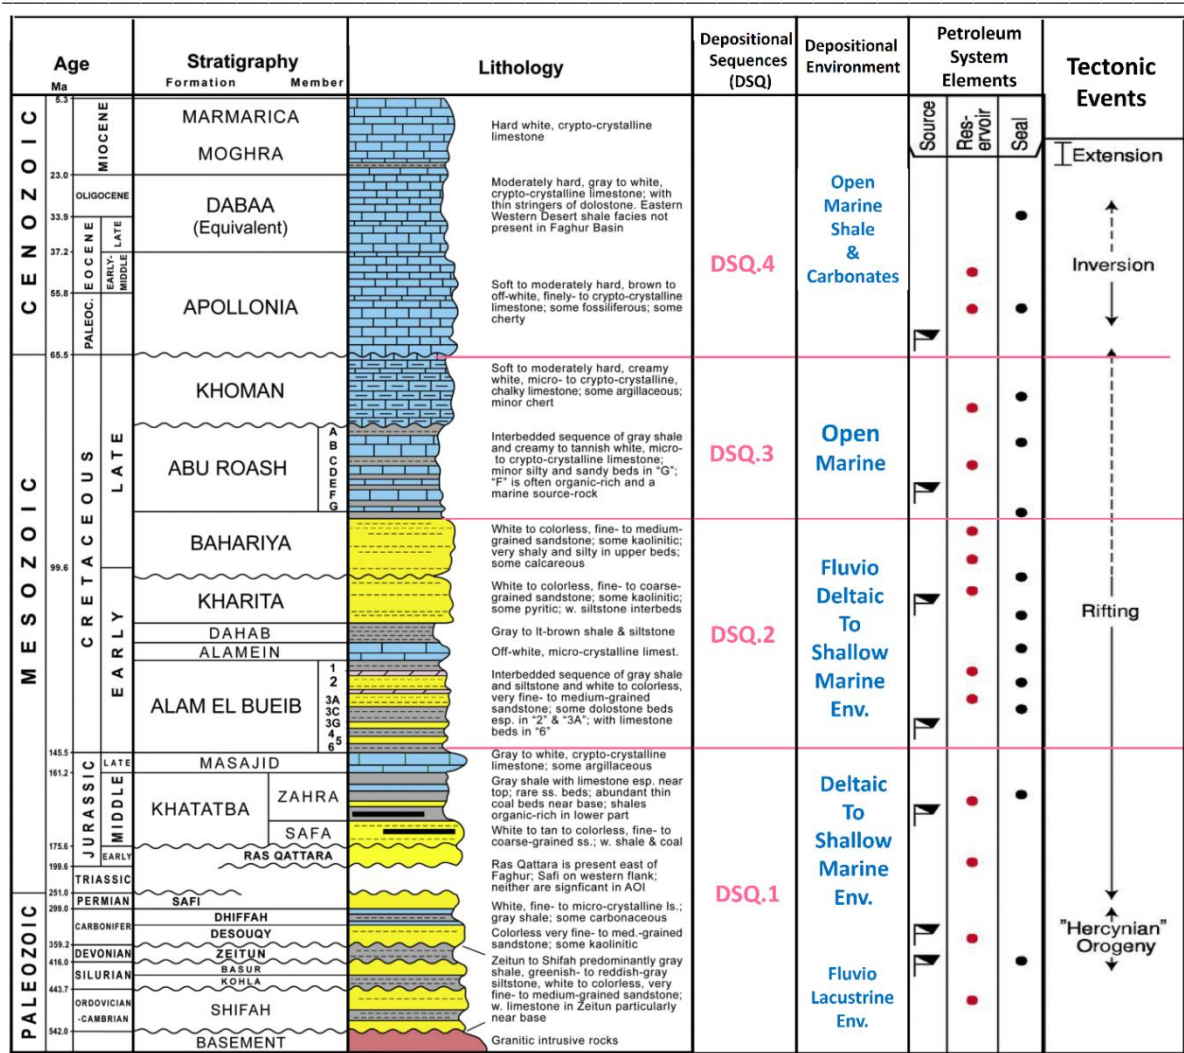 Age
Ma
Stratigraphy
Formation Member
Lithology
Depositional
Sequences
(DSQ)
Depositional
Environment
Petroleum
System
Elements
Source
Res-
ervoir
Seal
Tectonic
Events
CENOZOIC
MESOZOIC
PALEOZOIC
MIOCENE
OLIGOCENE
EOCENE
LATE
EARLY-
MIDDLE
PALEOC.
CRETACEOUS
LATE
EARLY
JURASSIC
LATE
MIDDLE
EARLY
TRIASSIC
PERMIAN
CARBONIFER
DEVONIAN
SILURIAN
ORDOVICIAN
-CAMBRIAN
5.3
23.0
33.9
37.2
55.8
65.5
99.6
145.5
161.2
175.6
199.6
251.0
299.0
359.2
416.0
443.7
542.0
MARMARICA
MOGHRA
DABAA
(Equivalent)
APOLLONIA
KHOMAN
ABU ROASH
A
B
C
D
E
F
G
BAHARIYA
KHARITA
DAHAB
ALAMEIN
ALAM EL BUEIB
1
2
3A
3C
3G
4
5
6
MASAJID
KHATATBA
ZAHRA
SAFA
RAS QATTARA
SAFI
DHIFFAH
DESOUQY
ZEITUN
BASUR
KOHLA
SHIFAH
BASEMENT
Hard white, crypto-crystalline
limestone
Moderately hard, gray to white,
crypto-crystalline limestone; with
thin stringers of dolostone. Eastern
Western Desert shale facies not
present in Faghur Basin
Soft to moderately hard, brown to
off-white, finely- to crypto-crystalline
limestone; some fossiliferous; some
cherty
Soft to moderately hard, creamy
white, micro- to crypto-crystalline,
chalky limestone; some argillaceous;
minor chert
Interbedded sequence of gray shale
and creamy to tannish white, micro-
to crypto-crystalline limestone;
minor silty and sandy beds in "G";
"F" is often organic-rich and a
marine source-rock
White to colorless, fine- to medium-
grained sandstone; some kaolinitic;
very shaly and silty in upper beds;
some calcareous
White to colorless, fine- to coarse-
grained sandstone; some kaolinitic;
some pyritic; w. siltstone interbeds
Gray to lt-brown shale & siltstone
Off-white, micro-crystalline limest.
Interbedded sequence of gray shale
and siltstone and white to colorless,
very fine- to medium-grained
sandstone; some dolostone beds
esp. in "2" & "3A"; with limestone
beds in "6"
Gray to white, crypto-crystalline
limestone; some argillaceous
Gray shale with limestone esp. near
top; rare ss. beds; abundant thin
coal beds near base; shales
organic-rich in lower part
White to tan to colorless, fine- to
coarse-grained ss.; w. shale & coal
Ras Qattara is present east of
Faghur; Safi on western flank;
neither are signficant in AOI
White, fine- to micro-crystalline ls.;
gray shale; some carbonaceous
Colorless very fine- to med.-grained
sandstone; some kaolinitic
Zeitun to Shifah predominantly gray
shale, greenish- to reddish-gray
siltstone, white to colorless, very
fine- to medium-grained sandstone;
w. limestone in Zeitun particularly
near base
Granitic intrusive rocks
DSQ.4
DSQ.3
DSQ.2
DSQ.1
Open
Marine
Shale
&
Carbonates
Open
Marine
Fluvio
Deltaic
To
Shallow
Marine
Env.
Deltaic
To
Shallow
Marine
Env.
Fluvio
Lacustrine
Env.
Extension
Inversion
Rifting
"Hercynian"
Orogeny